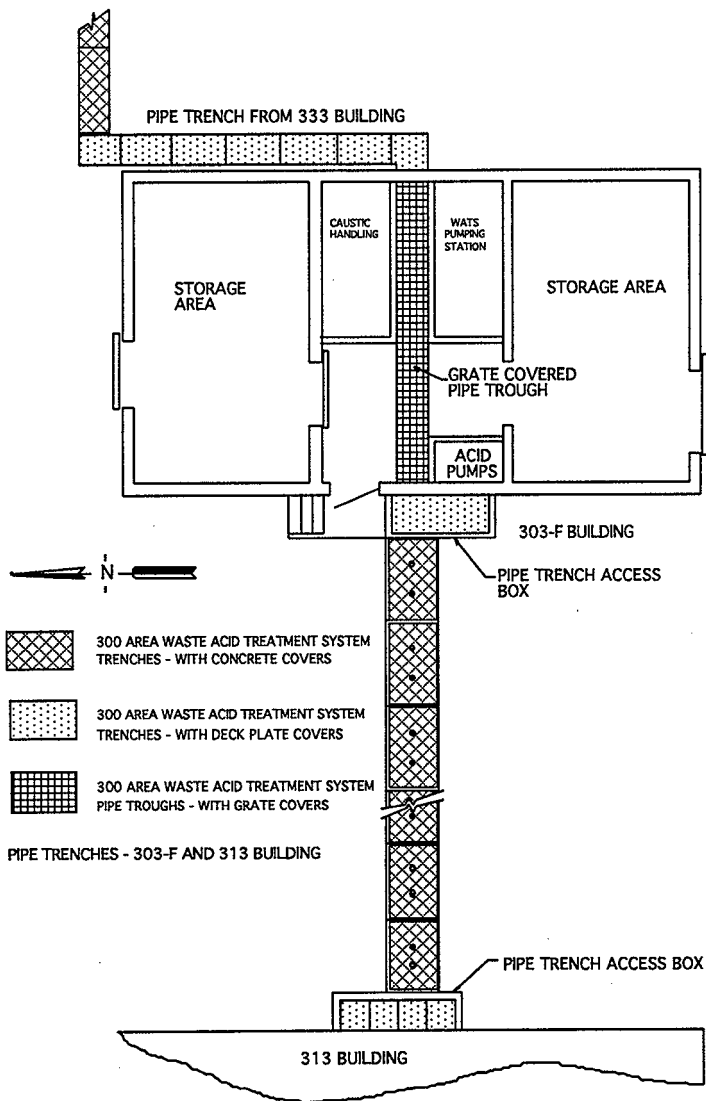 PIPE TRENCH FROM 333 BUILDING
CAUSTIC
HANDLING
WATS
PUMPING
STATION
STORAGE
AREA
STORAGE AREA
GRATE COVERED
PIPE TROUGH
ACID
PUMPS
303-F BUILDING
PIPE TRENCH ACCESS
BOX
N
300 AREA WASTE ACID TREATMENT SYSTEM
TRENCHES - WITH CONCRETE COVERS
300 AREA WASTE ACID TREATMENT SYSTEM
TRENCHES - WITH DECK PLATE COVERS
300 AREA WASTE ACID TREATMENT SYSTEM
PIPE TROUGHS - WITH GRATE COVERS
PIPE TRENCHES - 303-F AND 313 BUILDING
PIPE TRENCH ACCESS BOX
313 BUILDING